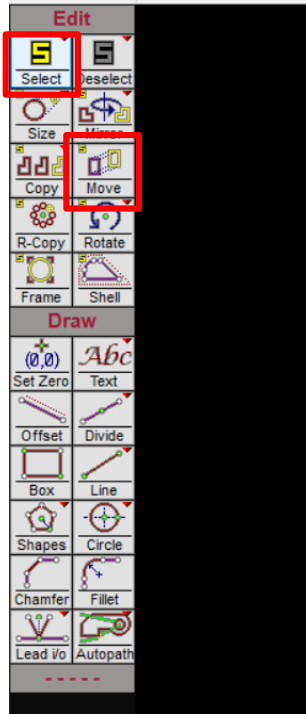 Edit
S S
Select Deselect
Size Mirror
Copy Move
R-Copy Rotate
Frame Shell
Draw
(0,0) Abc
Set Zero Text
Offset Divide
Box Line
Shapes Circle
Chamfer Fillet
Lead i/o Autopath
-----